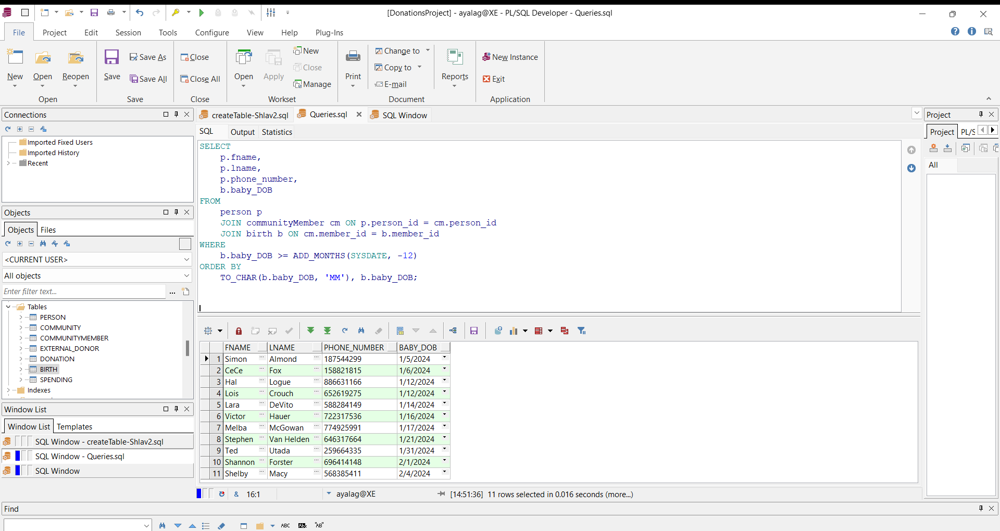 [DonationsProject] - ayalag@XE - PL/SQL Developer - Queries.sql
File Project Edit Session Tools Configure View Help Plug-Ins
New Open Reopen
Open
Save Save As Save All
Save
Close Close All
Close
Open Apply New Close Manage
Workset
Print Change to Copy to E-mail
Document
Reports
New Instance Exit
Application
Connections
Imported Fixed Users
Imported History
Recent
Objects
Objects Files
<CURRENT USER>
All objects
Enter filter text... ...
Tables
PERSON
COMMUNITY
COMMUNITYMEMBER
EXTERNAL_DONOR
DONATION
BIRTH
SPENDING
Indexes
Window List
Window List Templates
SQL Window - createTable-Shlav2.sql
SQL Window - Queries.sql
SQL Window
createTable-Shlav2.sql Queries.sql SQL Window
SQL Output Statistics
SELECT
p.fname,
p.lname,
p.phone_number,
b.baby_DOB
FROM
person p
JOIN communityMember cm ON p.person_id = cm.person_id
JOIN birth b ON cm.member_id = b.member_id
WHERE
b.baby_DOB >= ADD_MONTHS(SYSDATE, -12)
ORDER BY
TO_CHAR(b.baby_DOB, 'MM'), b.baby_DOB;
FNAME LNAME PHONE_NUMBER BABY_DOB
1 Simon Almond 187544299 1/5/2024
2 CeCe Fox 158821815 1/6/2024
3 Hal Logue 886631166 1/12/2024
4 Lois Crouch 652619275 1/12/2024
5 Lara DeVito 588284149 1/14/2024
6 Victor Hauer 722317536 1/16/2024
7 Melba McGowan 774925991 1/17/2024
8 Stephen Van Helden 646317664 1/21/2024
9 Ted Utada 259664335 1/31/2024
10 Shannon Forster 696414148 2/1/2024
11 Shelby Macy 568385411 2/4/2024
& 16:1 ayalag@XE [14:51:36] 11 rows selected in 0.016 seconds (more...)
Project
Project PL/S
All
Find
ABC AB "AB"